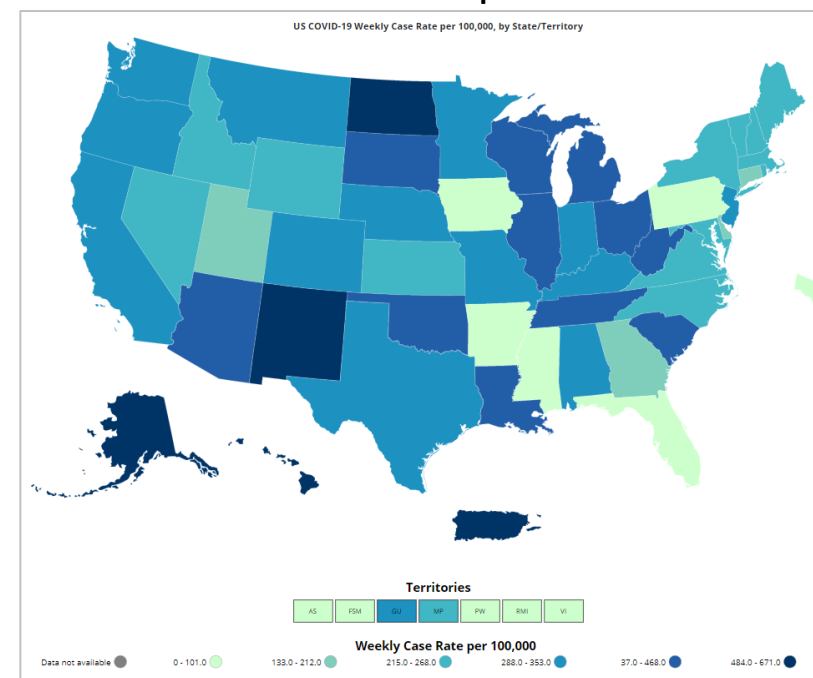 US COVID-19 Weekly Case Rate per 100,000, by State/Territory
Territories
AS FSM GU MP PW RMI VI
Weekly Case Rate per 100,000
Data not available 0 - 101.0 133.0 - 212.0 215.0 - 268.0 288.0 - 353.0 37.0 - 468.0 484.0 - 671.0